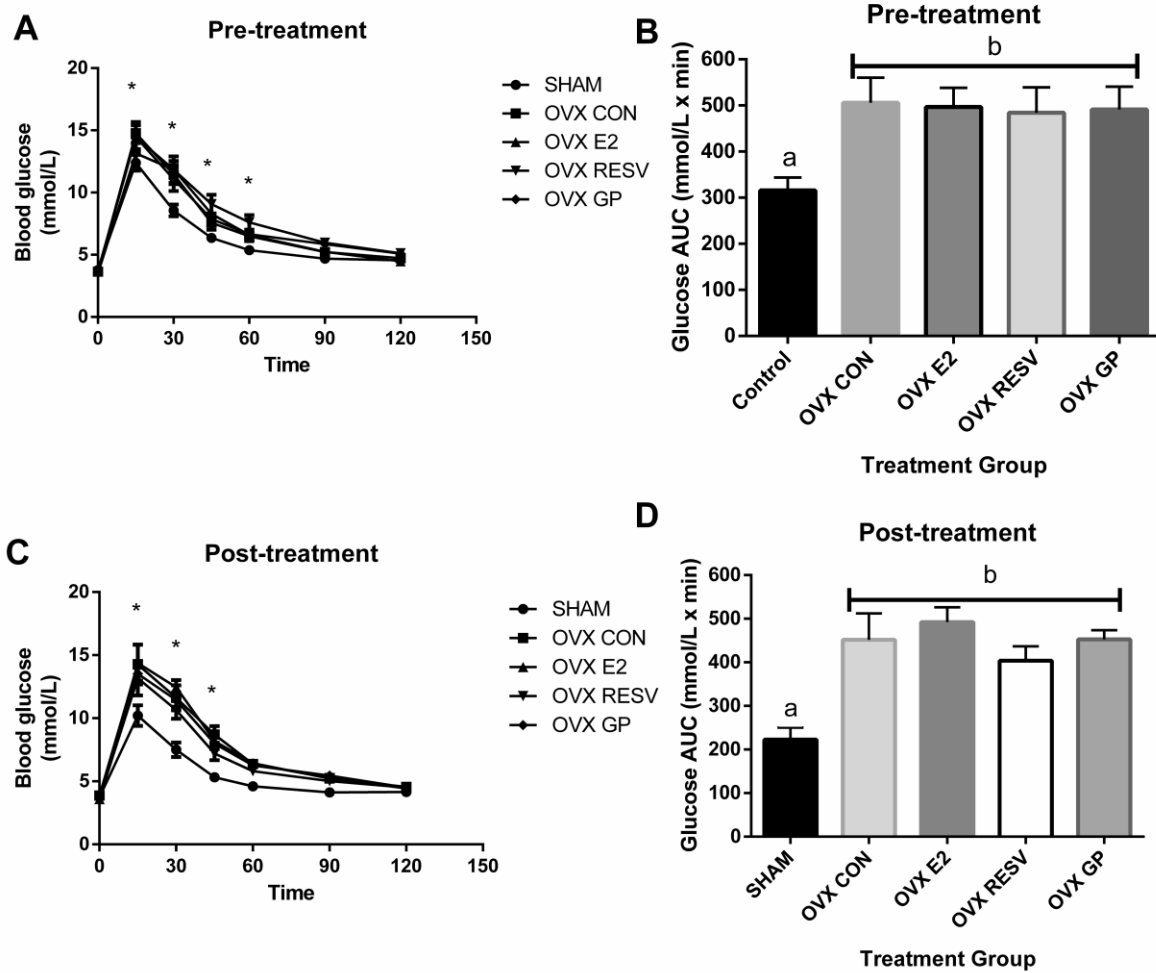 A
Pre-treatment
Blood glucose
(mmol/L)
20
15
10
5
0
*
*
*
*
0
30
60
90
120
150
Time
SHAM
OVX CON
OVX E2
OVX RESV
OVX GP
B
Pre-treatment
Glucose AUC (mmol/L x min)
600
500
400
300
200
100
0
a
b
Control
OVX CON
OVX E2
OVX RESV
OVX GP
Treatment Group
C
Post-treatment
Blood glucose
(mmol/L)
20
15
10
5
0
*
*
*
0
30
60
90
120
150
Time
SHAM
OVX CON
OVX E2
OVX RESV
OVX GP
D
Post-treatment
Glucose AUC (mmol/L x min)
600
500
400
300
200
100
0
a
b
SHAM
OVX CON
OVX E2
OVX RESV
OVX GP
Treatment Group